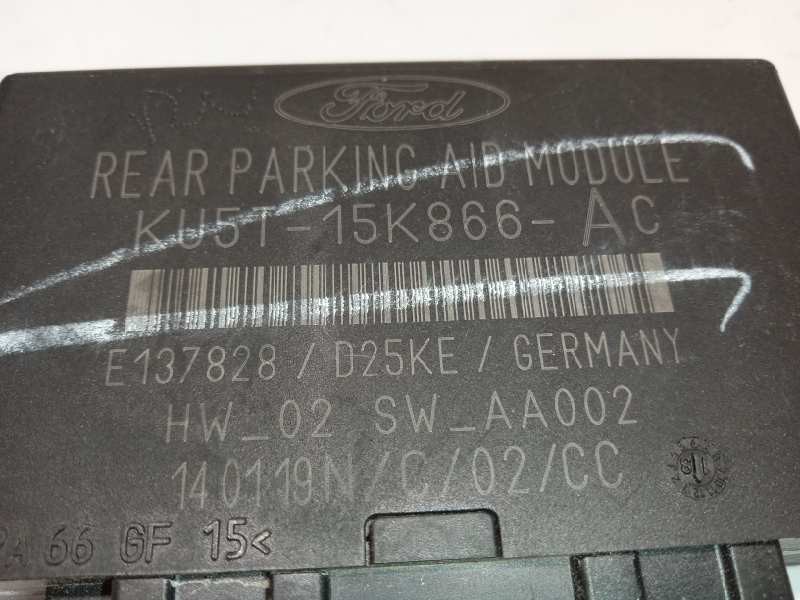 Ford
REAR PARKING AID MODULE
KU5T-15K866-AC
E137828 / D25KE / GERMANY
HW_02 SW_AA002
140119N/C/02/CC
66 GF 15<